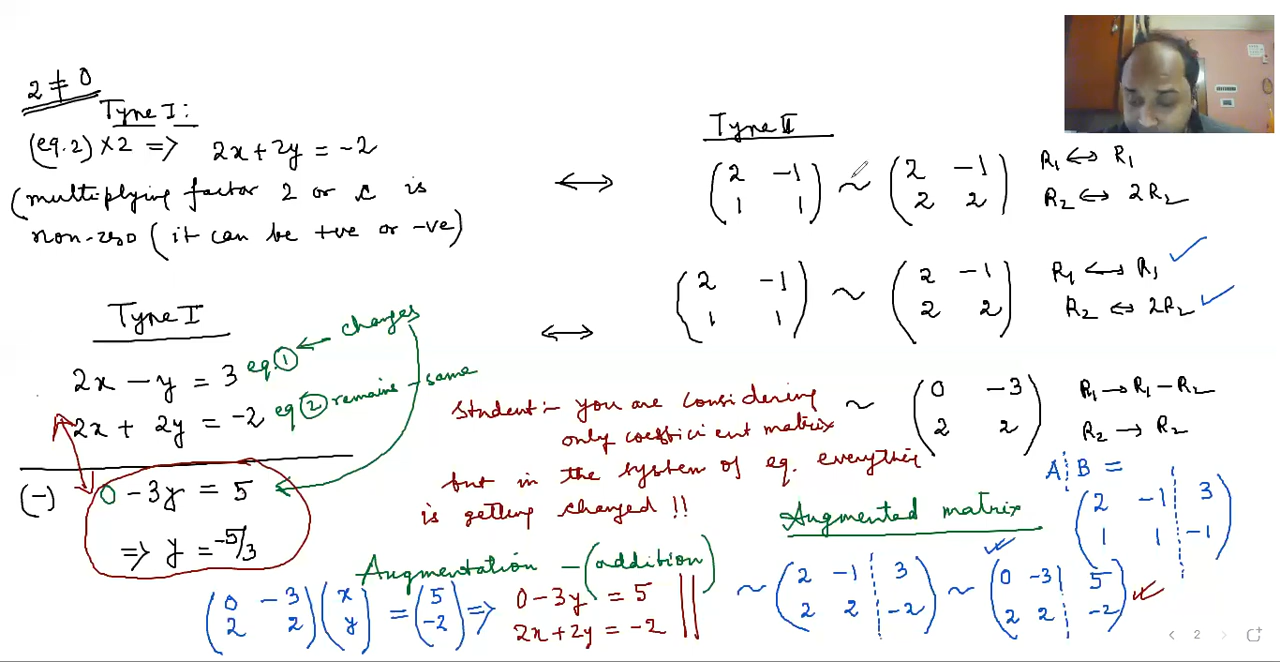 2 ≠ 0
Type I:
(eq.2) × 2 => 2x + 2y = -2
(multiplying factor 2 or c is
non-zero (it can be +ve or -ve)
Type II
(2 -1; 1 1) ~ (2 -1; 2 2) R₁ ↔ R₁
R₂ ↔ 2R₂
(2 -1; 1 1) ~ (2 -1; 2 2) R₁ ↔ R₁ ✓
R₂ ↔ 2R₂ ✓
Type I
2x - y = 3 eq. ① ← changes
2x + 2y = -2 eq ② remains same
(-) 0 - 3y = 5
=> y = -5/3
Student:- you are considering
only coefficient matrix
but in the system of eq. everything
is getting changed !!
~ (0 -3; 2 2) R₁ → R₁ - R₂
R₂ → R₂
A¦B =
(2 -1 ¦ 3; 1 1 ¦ -1)
Augmented matrix
Augmentation - (addition)
(0 -3; 2 2)(x; y) = (5; -2) => 0 - 3y = 5
2x + 2y = -2
~ (2 -1 ¦ 3; 2 2 ¦ -2) ~ (0 -3 ¦ 5; 2 2 ¦ -2)
< 2 >